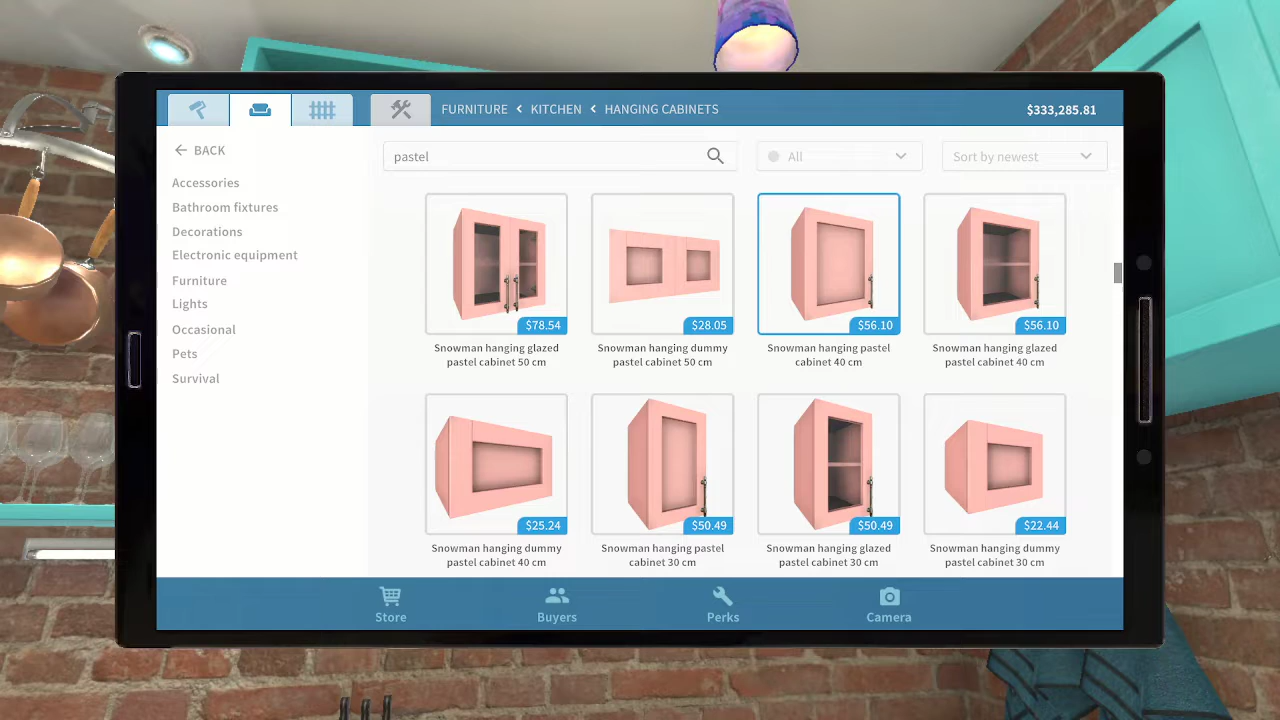 FURNITURE < KITCHEN < HANGING CABINETS
$333,285.81
BACK
pastel
All
Sort by newest
Accessories
Bathroom fixtures
Decorations
Electronic equipment
Furniture
Lights
Occasional
Pets
Survival
$78.54
$28.05
$56.10
$56.10
Snowman hanging glazed
pastel cabinet 50 cm
Snowman hanging dummy
pastel cabinet 50 cm
Snowman hanging pastel
cabinet 40 cm
Snowman hanging glazed
pastel cabinet 40 cm
$25.24
$50.49
$50.49
$22.44
Snowman hanging dummy
pastel cabinet 40 cm
Snowman hanging pastel
cabinet 30 cm
Snowman hanging glazed
pastel cabinet 30 cm
Snowman hanging dummy
pastel cabinet 30 cm
Store
Buyers
Perks
Camera